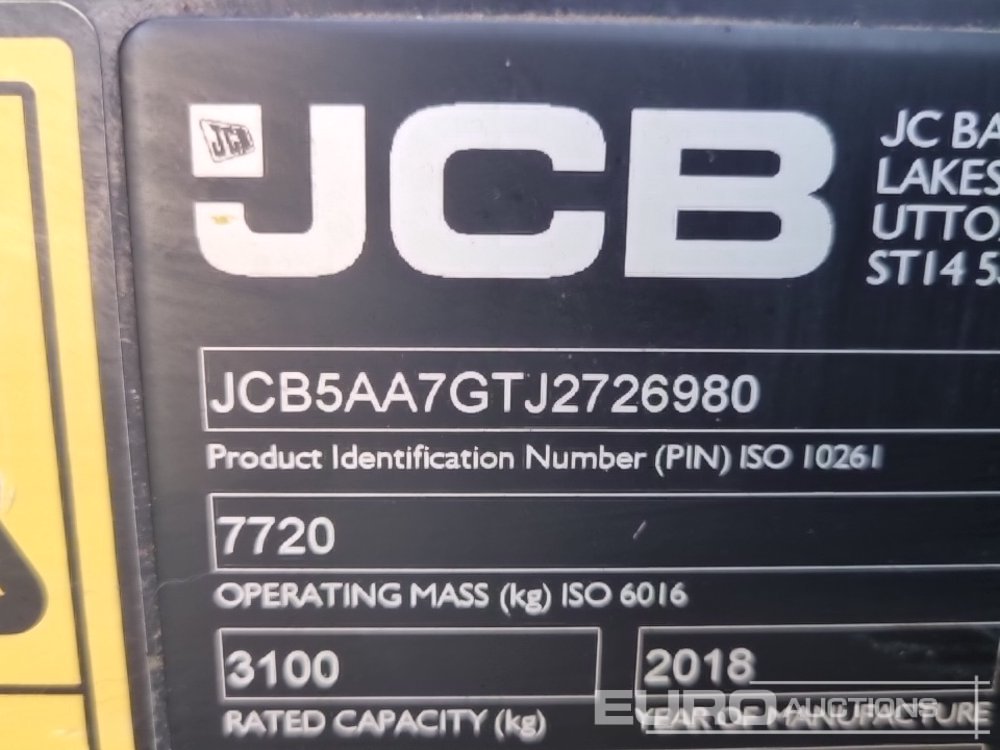 JCB
JCB
JC BA
LAKES
UTTO
ST14 5
JCB5AA7GTJ2726980
Product Identification Number (PIN) ISO 10261
7720
OPERATING MASS (kg) ISO 6016
3100
2018
RATED CAPACITY (kg)
YEAR OF MANUFACTURE
EURO AUCTIONS